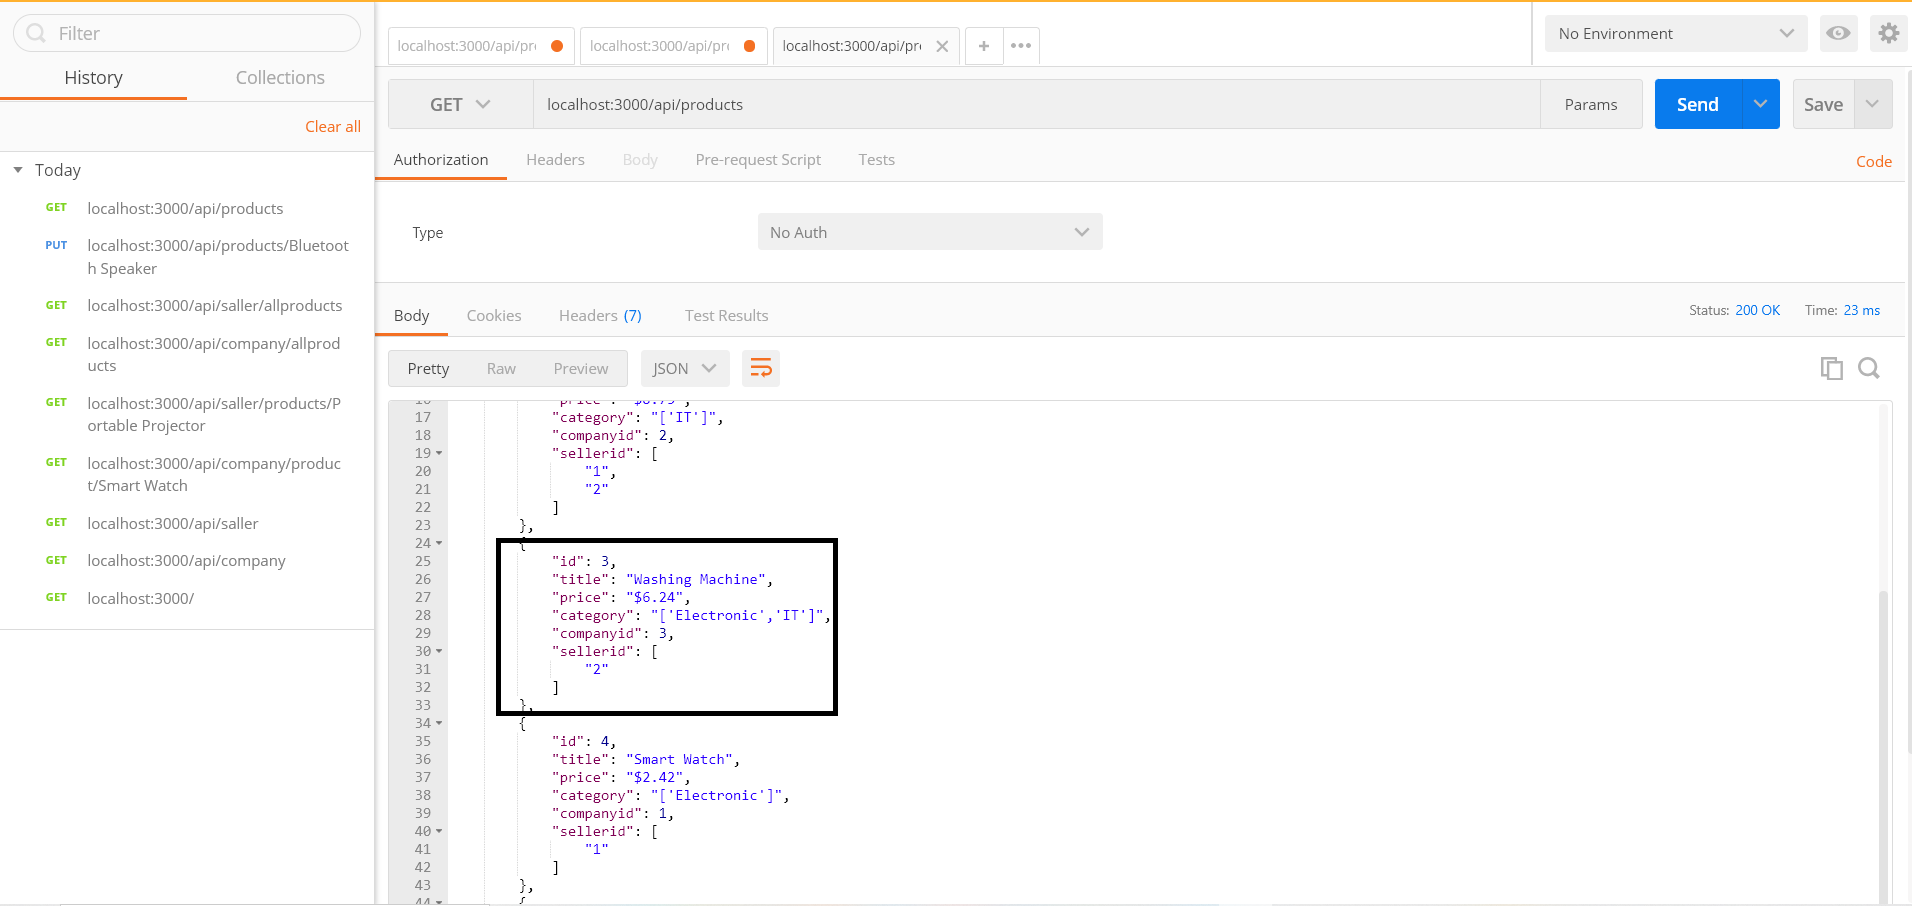 Filter
History Collections
Clear all
Today
GET localhost:3000/api/products
PUT localhost:3000/api/products/Bluetoot
h Speaker
GET localhost:3000/api/saller/allproducts
GET localhost:3000/api/company/allprod
ucts
GET localhost:3000/api/saller/products/P
ortable Projector
GET localhost:3000/api/company/produc
t/Smart Watch
GET localhost:3000/api/saller
GET localhost:3000/api/company
GET localhost:3000/
localhost:3000/api/pr localhost:3000/api/pr localhost:3000/api/pr
No Environment
GET localhost:3000/api/products Params Send Save
Authorization Headers Body Pre-request Script Tests Code
Type No Auth
Body Cookies Headers (7) Test Results Status: 200 OK Time: 23 ms
Pretty Raw Preview JSON
17 "category": "['IT']",
18 "companyid": 2,
19 "sellerid": [
20 "1",
21 "2"
22 ]
23 },
24 {
25 "id": 3,
26 "title": "Washing Machine",
27 "price": "$6.24",
28 "category": "['Electronic','IT']",
29 "companyid": 3,
30 "sellerid": [
31 "2"
32 ]
33 },
34 {
35 "id": 4,
36 "title": "Smart Watch",
37 "price": "$2.42",
38 "category": "['Electronic']",
39 "companyid": 1,
40 "sellerid": [
41 "1"
42 ]
43 },
44 {